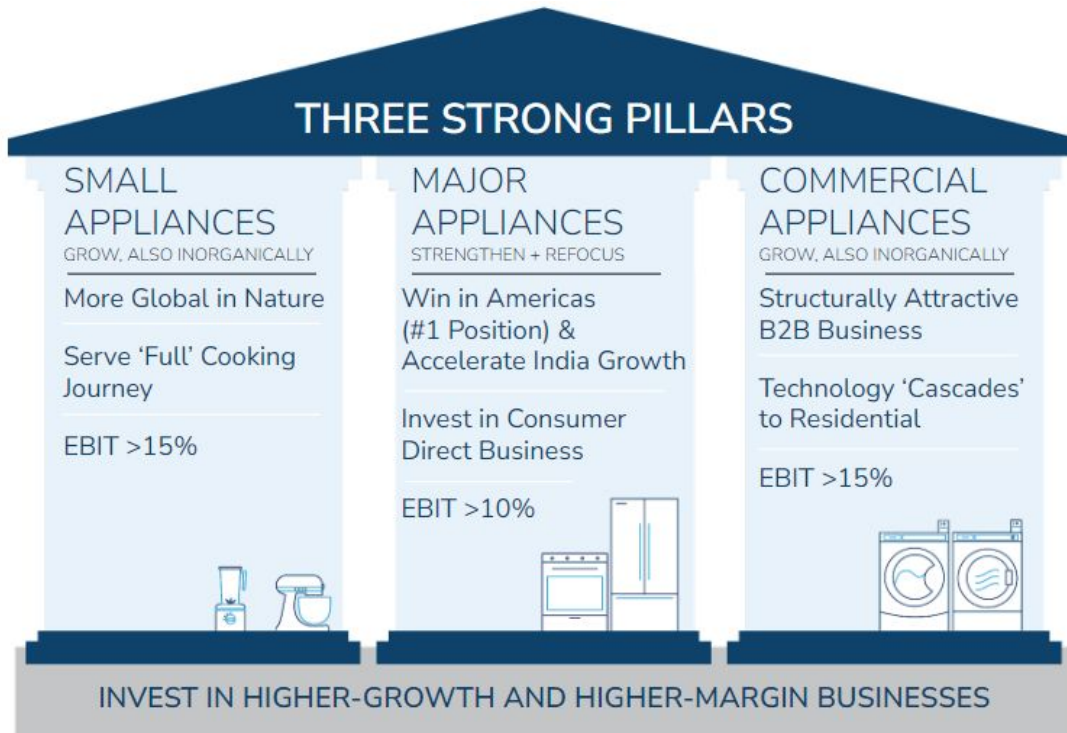 THREE STRONG PILLARS
SMALL
APPLIANCES
GROW, ALSO INORGANICALLY
More Global in Nature
Serve ‘Full’ Cooking
Journey
EBIT >15%
MAJOR
APPLIANCES
STRENGTHEN + REFOCUS
Win in Americas
(#1 Position) &
Accelerate India Growth
Invest in Consumer
Direct Business
EBIT >10%
COMMERCIAL
APPLIANCES
GROW, ALSO INORGANICALLY
Structurally Attractive
B2B Business
Technology ‘Cascades’
to Residential
EBIT >15%
INVEST IN HIGHER-GROWTH AND HIGHER-MARGIN BUSINESSES